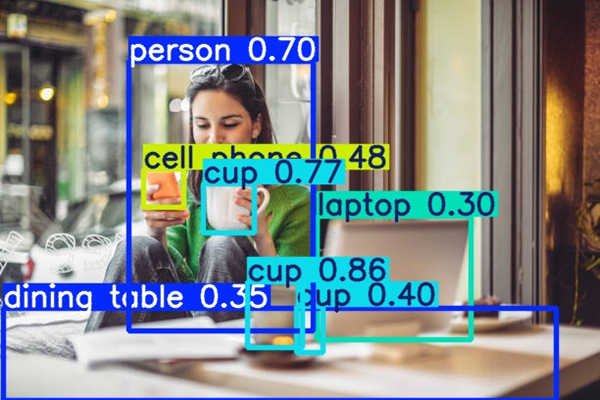 person 0.70
cell phone 0.48
cup 0.77
laptop 0.30
cup 0.86
dining table 0.35
cup 0.40